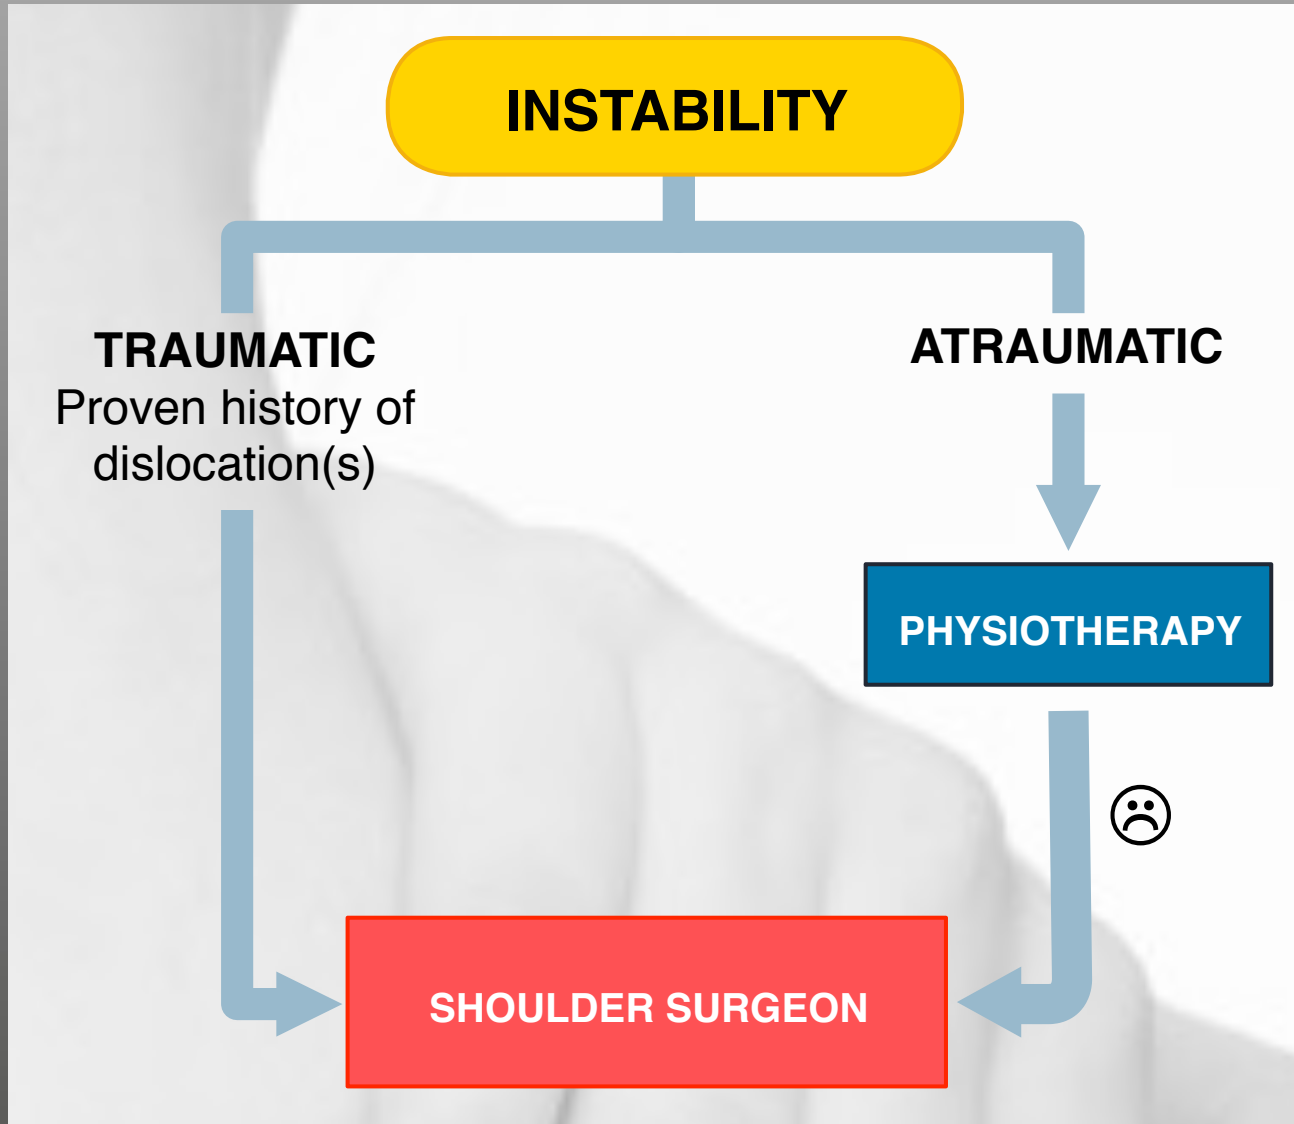 INSTABILITY
TRAUMATIC
Proven history of
dislocation(s)
ATRAUMATIC
PHYSIOTHERAPY
SHOULDER SURGEON